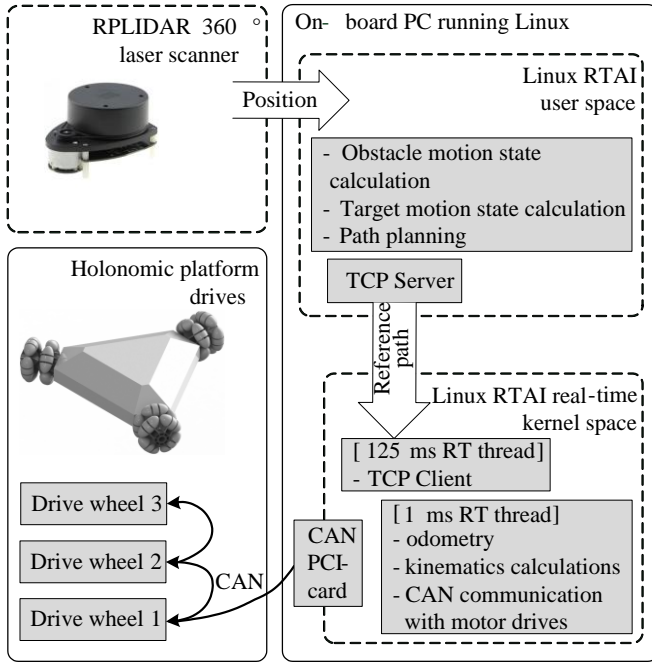 RPLIDAR 360 °
laser scanner
Position
On- board PC running Linux
Linux RTAI
user space
- Obstacle motion state
calculation
- Target motion state calculation
- Path planning
TCP Server
Reference
path
Linux RTAI real-time
kernel space
[ 125 ms RT thread]
- TCP Client
[ 1 ms RT thread]
- odometry
- kinematics calculations
- CAN communication
with motor drives
CAN
PCI-
card
Holonomic platform
drives
Drive wheel 3
Drive wheel 2
Drive wheel 1
CAN